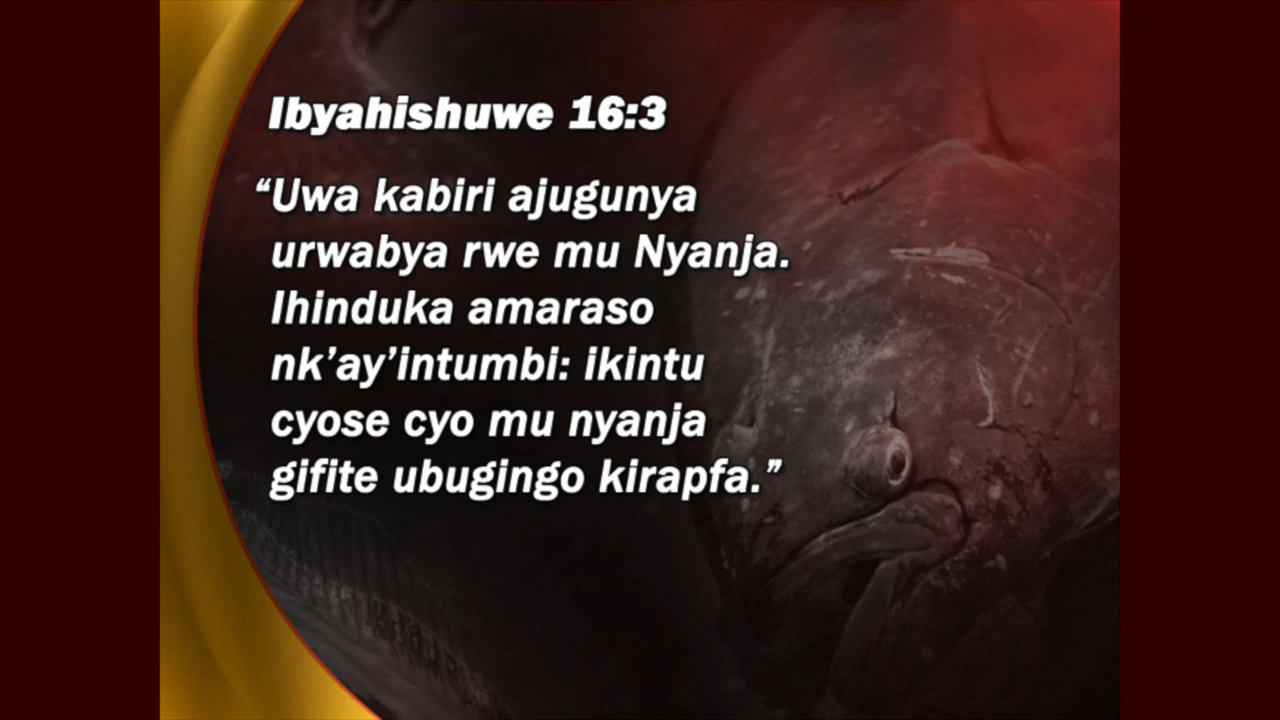 Ibyahishuwe 16:3
“Uwa kabiri ajugunya
urwabya rwe mu Nyanja.
Ihinduka amaraso
nk’ay’intumbi: ikintu
cyose cyo mu nyanja
gifite ubugingo kirapfa.”